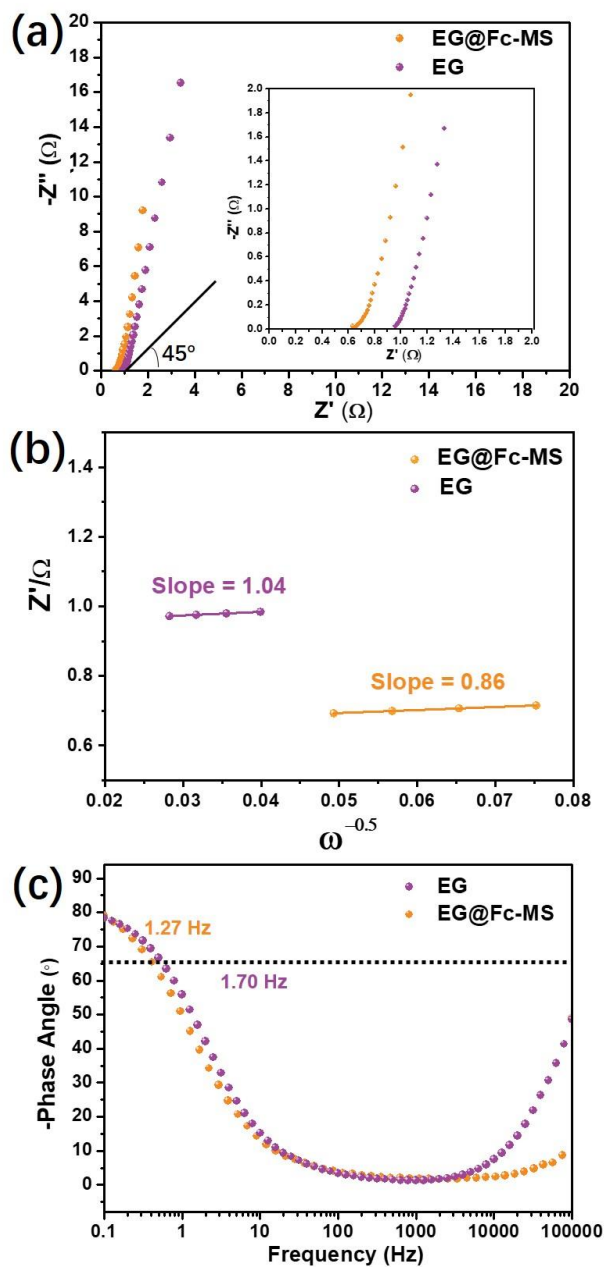 (a)
EG@Fc-MS
EG
-Z'' (Ω)
20
18
16
14
12
10
8
6
4
2
0
-Z'' (Ω)
2.0
1.8
1.6
1.4
1.2
1.0
0.8
0.6
0.4
0.2
0.0
0.0 0.2 0.4 0.6 0.8 1.0 1.2 1.4 1.6 1.8 2.0
Z' (Ω)
45°
0 2 4 6 8 10 12 14 16 18 20
Z' (Ω)
(b)
EG@Fc-MS
EG
Z'/Ω
1.4
1.2
1.0
0.8
0.6
Slope = 1.04
Slope = 0.86
0.02 0.03 0.04 0.05 0.06 0.07 0.08
ω⁻⁰·⁵
(c)
EG
EG@Fc-MS
-Phase Angle (°)
90
80
70
60
50
40
30
20
10
0
1.27 Hz
1.70 Hz
0.1 1 10 100 1000 10000 100000
Frequency (Hz)